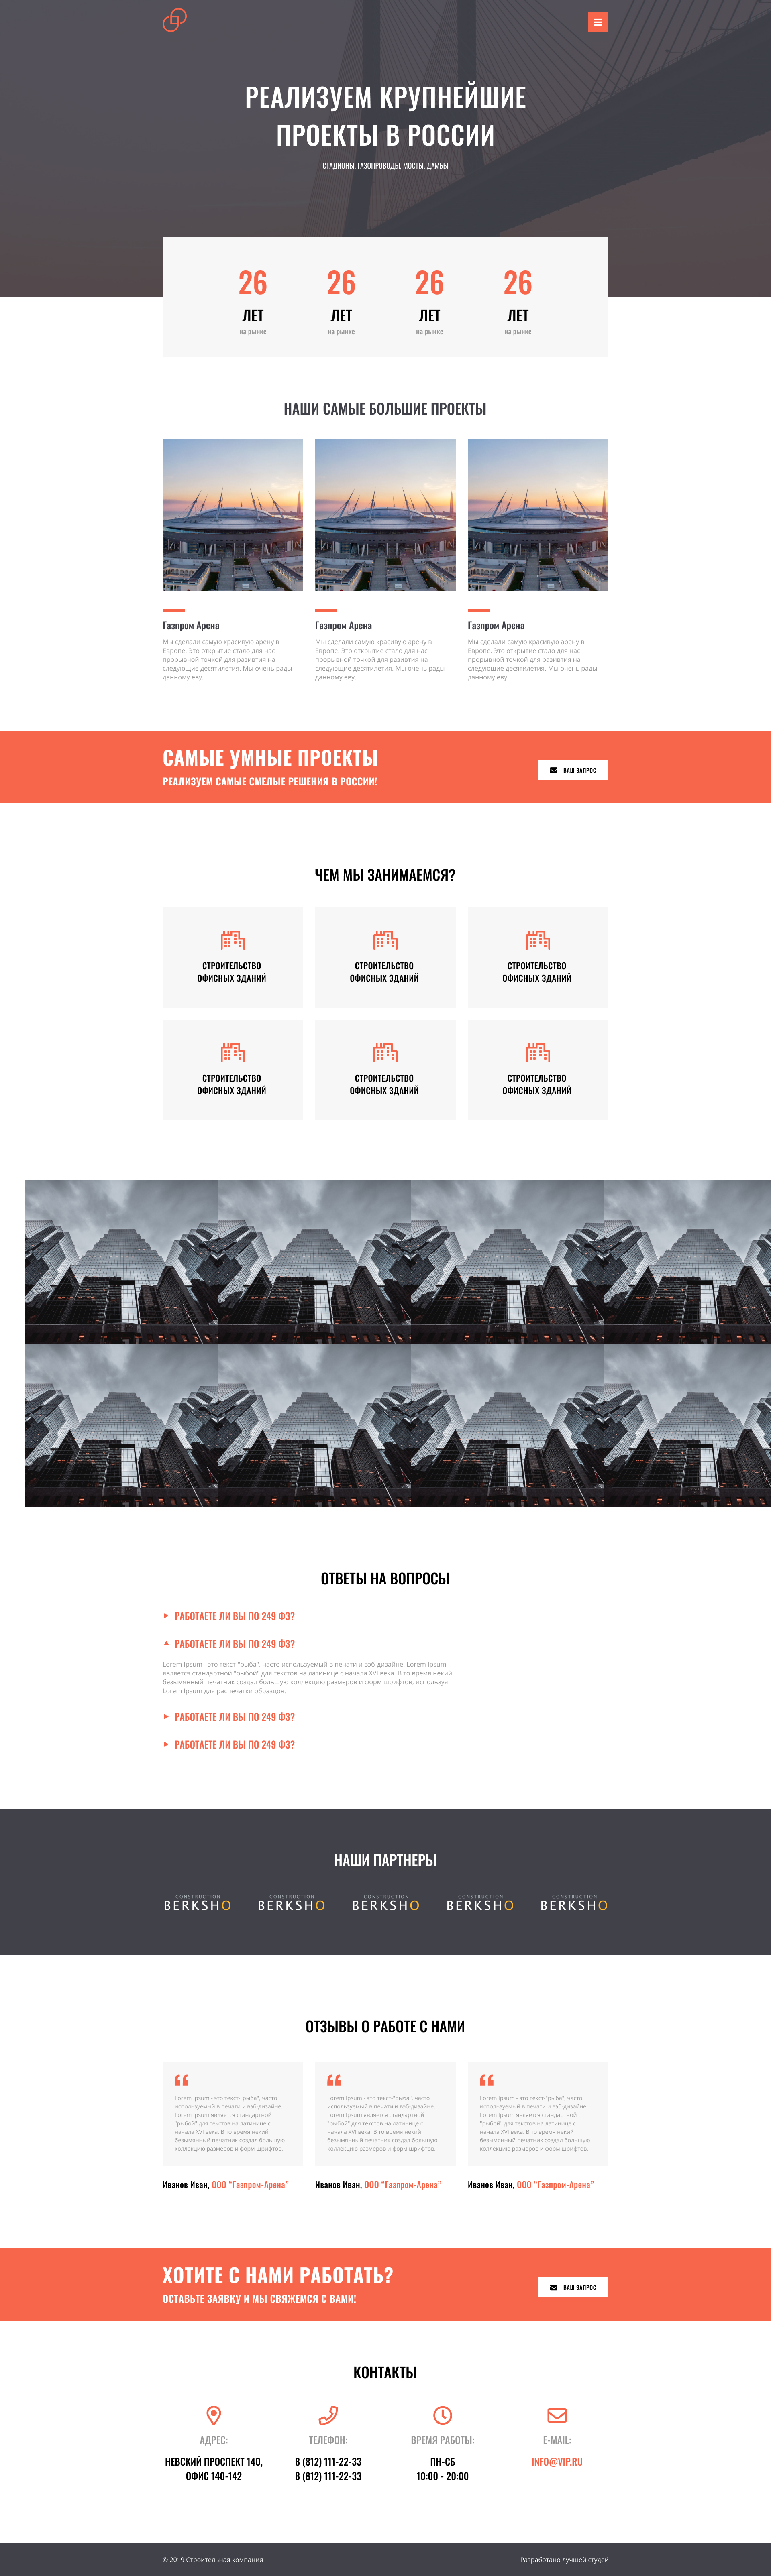 РЕАЛИЗУЕМ КРУПНЕЙШИЕ
ПРОЕКТЫ В РОССИИ
СТАДИОНЫ, ГАЗОПРОВОДЫ, МОСТЫ, ДАМБЫ
26 26 26 26
ЛЕТ ЛЕТ ЛЕТ ЛЕТ
на рынке на рынке на рынке на рынке
НАШИ САМЫЕ БОЛЬШИЕ ПРОЕКТЫ
Газпром Арена
Мы сделали самую красивую арену в
Европе. Это открытие стало для нас
прорывной точкой для разивтия на
следующие десятилетия. Мы очень рады
данному еву.
Газпром Арена
Мы сделали самую красивую арену в
Европе. Это открытие стало для нас
прорывной точкой для разивтия на
следующие десятилетия. Мы очень рады
данному еву.
Газпром Арена
Мы сделали самую красивую арену в
Европе. Это открытие стало для нас
прорывной точкой для разивтия на
следующие десятилетия. Мы очень рады
данному еву.
САМЫЕ УМНЫЕ ПРОЕКТЫ
РЕАЛИЗУЕМ САМЫЕ СМЕЛЫЕ РЕШЕНИЯ В РОССИИ!
ВАШ ЗАПРОС
ЧЕМ МЫ ЗАНИМАЕМСЯ?
СТРОИТЕЛЬСТВО
ОФИСНЫХ ЗДАНИЙ
СТРОИТЕЛЬСТВО
ОФИСНЫХ ЗДАНИЙ
СТРОИТЕЛЬСТВО
ОФИСНЫХ ЗДАНИЙ
СТРОИТЕЛЬСТВО
ОФИСНЫХ ЗДАНИЙ
СТРОИТЕЛЬСТВО
ОФИСНЫХ ЗДАНИЙ
СТРОИТЕЛЬСТВО
ОФИСНЫХ ЗДАНИЙ
ОТВЕТЫ НА ВОПРОСЫ
РАБОТАЕТЕ ЛИ ВЫ ПО 249 ФЗ?
РАБОТАЕТЕ ЛИ ВЫ ПО 249 ФЗ?
Lorem Ipsum - это текст-"рыба", часто используемый в печати и вэб-дизайне. Lorem Ipsum
является стандартной "рыбой" для текстов на латинице с начала XVI века. В то время некий
безымянный печатник создал большую коллекцию размеров и форм шрифтов, используя
Lorem Ipsum для распечатки образцов.
РАБОТАЕТЕ ЛИ ВЫ ПО 249 ФЗ?
РАБОТАЕТЕ ЛИ ВЫ ПО 249 ФЗ?
НАШИ ПАРТНЕРЫ
CONSTRUCTION CONSTRUCTION CONSTRUCTION CONSTRUCTION CONSTRUCTION
BERKSHO BERKSHO BERKSHO BERKSHO BERKSHO
ОТЗЫВЫ О РАБОТЕ С НАМИ
Lorem Ipsum - это текст-"рыба", часто
используемый в печати и вэб-дизайне.
Lorem Ipsum является стандартной
"рыбой" для текстов на латинице с
начала XVI века. В то время некий
безымянный печатник создал большую
коллекцию размеров и форм шрифтов.
Иванов Иван, ООО “Газпром-Арена”
Lorem Ipsum - это текст-"рыба", часто
используемый в печати и вэб-дизайне.
Lorem Ipsum является стандартной
"рыбой" для текстов на латинице с
начала XVI века. В то время некий
безымянный печатник создал большую
коллекцию размеров и форм шрифтов.
Иванов Иван, ООО “Газпром-Арена”
Lorem Ipsum - это текст-"рыба", часто
используемый в печати и вэб-дизайне.
Lorem Ipsum является стандартной
"рыбой" для текстов на латинице с
начала XVI века. В то время некий
безымянный печатник создал большую
коллекцию размеров и форм шрифтов.
Иванов Иван, ООО “Газпром-Арена”
ХОТИТЕ С НАМИ РАБОТАТЬ?
ОСТАВЬТЕ ЗАЯВКУ И МЫ СВЯЖЕМСЯ С ВАМИ!
ВАШ ЗАПРОС
КОНТАКТЫ
АДРЕС:
НЕВСКИЙ ПРОСПЕКТ 140,
ОФИС 140-142
ТЕЛЕФОН:
8 (812) 111-22-33
8 (812) 111-22-33
ВРЕМЯ РАБОТЫ:
ПН-СБ
10:00 - 20:00
E-MAIL:
INFO@VIP.RU
© 2019 Строительная компания
Разработано лучшей студей